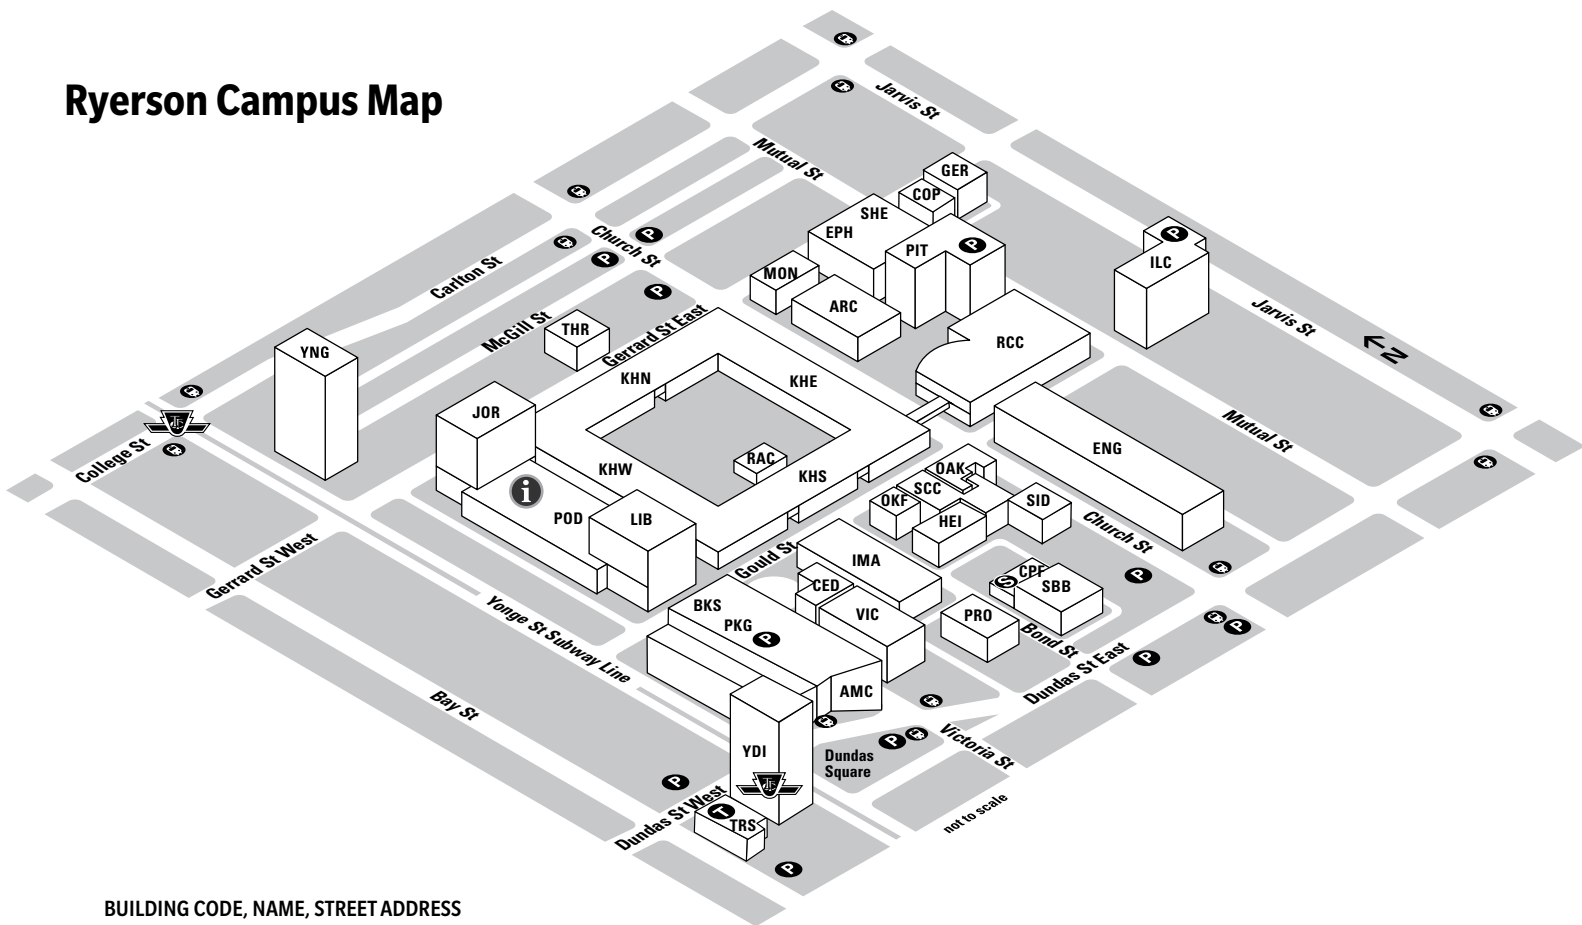 Ryerson Campus Map
Jarvis St
Mutual St
GER
COP
SHE
EPH
PIT
P
P
ILC
Church St
P
P
Carlton St
MON
ARC
Jarvis St
N
P
McGill St
THR
Gerrard St East
YNG
RCC
KHN
KHE
JOR
College St
Mutual St
ENG
RAC
KHW
KHS
OAK
SCC
OKF
SID
HEI
i
POD
LIB
Church St
Gould St
IMA
Gerrard St West
CED
CPF
S
SBB
P
BKS
PKG
P
VIC
PRO
Bond St
P
P
Yonge St Subway Line
Dundas St East
AMC
Bay St
YDI
P
Victoria St
Dundas
Square
P
Dundas St West
T
TRS
not to scale
P
BUILDING CODE, NAME, STREET ADDRESS